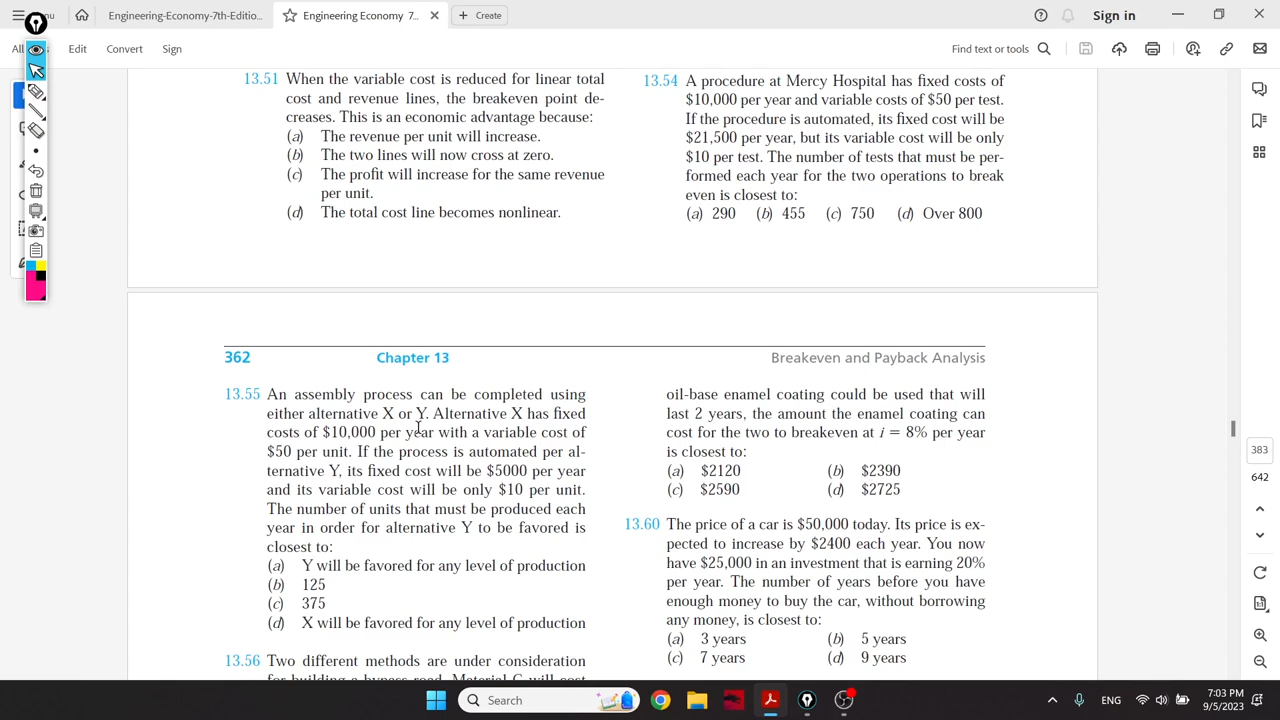 Engineering-Economy-7th-Editio...
Engineering Economy 7...
Create
Sign in
Edit
Convert
Sign
Find text or tools
13.51 When the variable cost is reduced for linear total
cost and revenue lines, the breakeven point de-
creases. This is an economic advantage because:
(a) The revenue per unit will increase.
(b) The two lines will now cross at zero.
(c) The profit will increase for the same revenue
per unit.
(d) The total cost line becomes nonlinear.
13.54 A procedure at Mercy Hospital has fixed costs of
$10,000 per year and variable costs of $50 per test.
If the procedure is automated, its fixed cost will be
$21,500 per year, but its variable cost will be only
$10 per test. The number of tests that must be per-
formed each year for the two operations to break
even is closest to:
(a) 290 (b) 455 (c) 750 (d) Over 800
362 Chapter 13 Breakeven and Payback Analysis
13.55 An assembly process can be completed using
either alternative X or Y. Alternative X has fixed
costs of $10,000 per year with a variable cost of
$50 per unit. If the process is automated per al-
ternative Y, its fixed cost will be $5000 per year
and its variable cost will be only $10 per unit.
The number of units that must be produced each
year in order for alternative Y to be favored is
closest to:
(a) Y will be favored for any level of production
(b) 125
(c) 375
(d) X will be favored for any level of production
13.56 Two different methods are under consideration
for building a bypass road. Material C will cost
oil-base enamel coating could be used that will
last 2 years, the amount the enamel coating can
cost for the two to breakeven at i = 8% per year
is closest to:
(a) $2120 (b) $2390
(c) $2590 (d) $2725
13.60 The price of a car is $50,000 today. Its price is ex-
pected to increase by $2400 each year. You now
have $25,000 in an investment that is earning 20%
per year. The number of years before you have
enough money to buy the car, without borrowing
any money, is closest to:
(a) 3 years (b) 5 years
(c) 7 years (d) 9 years
383
642
Search
ENG
7:03 PM
9/5/2023